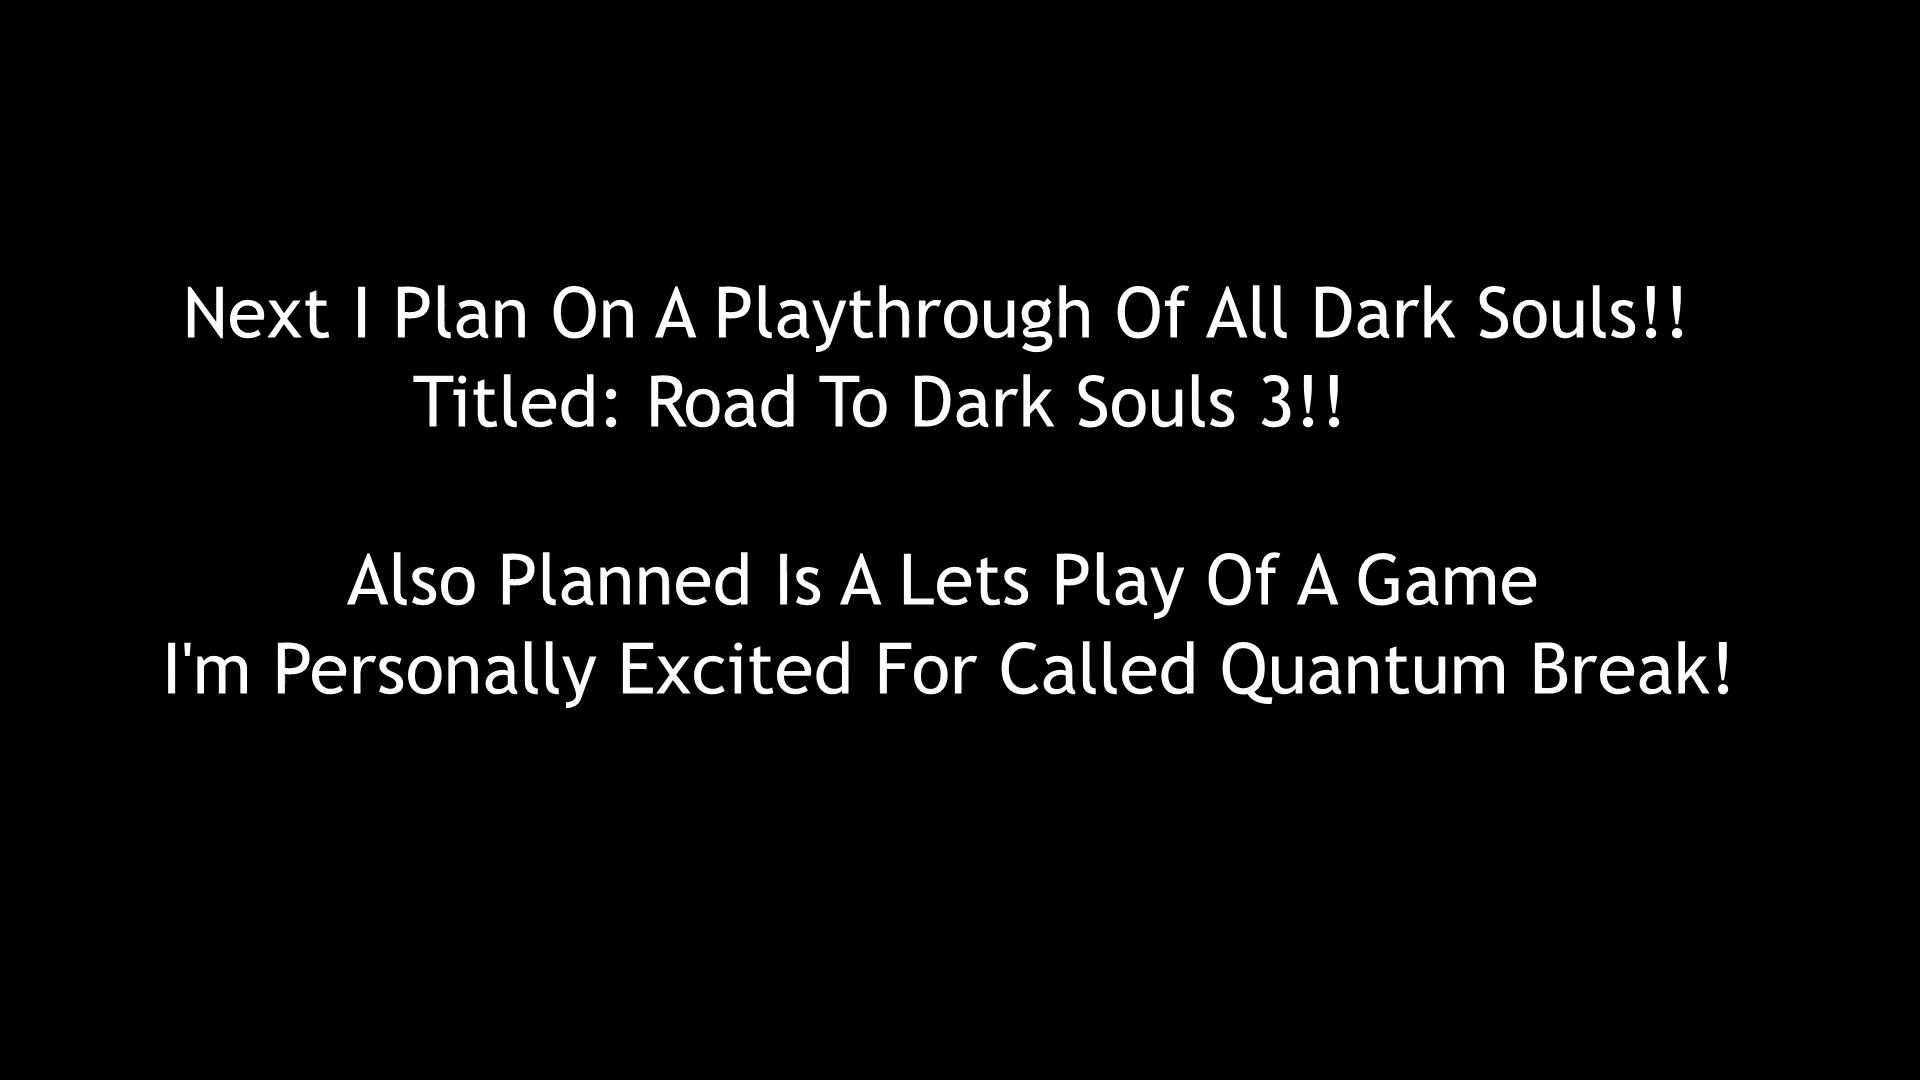 Next I Plan On A Playthrough Of All Dark Souls!!
Titled: Road To Dark Souls 3!!
Also Planned Is A Lets Play Of A Game
I'm Personally Excited For Called Quantum Break!